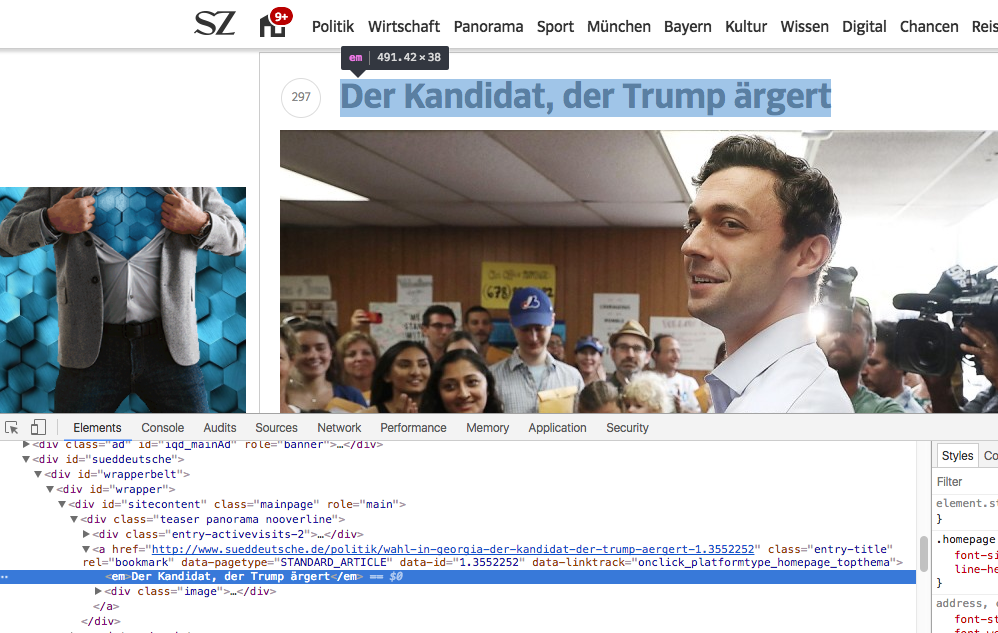 SZ
9+
Politik Wirtschaft Panorama Sport München Bayern Kultur Wissen Digital Chancen Reis
em 491.42 × 38
297 Der Kandidat, der Trump ärgert
(678)
Elements Console Audits Sources Network Performance Memory Application Security
<div class="ad" id="iqd_mainAd" role="banner">…</div>
<div id="sueddeutsche">
<div id="wrapperbelt">
<div id="wrapper">
<div id="sitecontent" class="mainpage" role="main">
<div class="teaser panorama nooverline">
<div class="entry-activevisits-2">…</div>
<a href="http://www.sueddeutsche.de/politik/wahl-in-georgia-der-kandidat-der-trump-aergert-1.3552252" class="entry-title"
rel="bookmark" data-pagetype="STANDARD_ARTICLE" data-id="1.3552252" data-linktrack="onclick_platformtype_homepage_topthema">
<em>Der Kandidat, der Trump ärgert</em> == $0
<div class="image">…</div>
</a>
</div>
Styles Co
Filter
element.st
}
.homepage
font-si
line-he
}
address, c
font-st